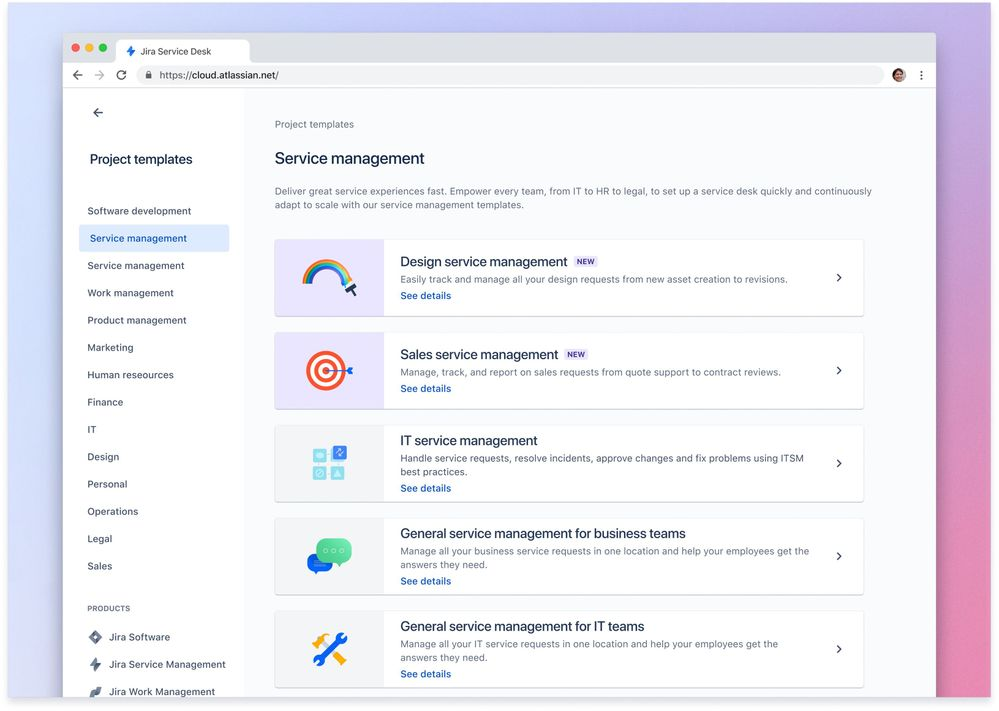 Jira Service Desk
https://cloud.atlassian.net/
Project templates
Software development
Service management
Service management
Work management
Product management
Marketing
Human reseources
Finance
IT
Design
Personal
Operations
Legal
Sales
PRODUCTS
Jira Software
Jira Service Management
Jira Work Management
Project templates
Service management
Deliver great service experiences fast. Empower every team, from IT to HR to legal, to set up a service desk quickly and continuously
adapt to scale with our service management templates.
Design service management NEW
Easily track and manage all your design requests from new asset creation to revisions.
See details
Sales service management NEW
Manage, track, and report on sales requests from quote support to contract reviews.
See details
IT service management
Handle service requests, resolve incidents, approve changes and fix problems using ITSM
best practices.
See details
General service management for business teams
Manage all your business service requests in one location and help your employees get the
answers they need.
See details
General service management for IT teams
Manage all your IT service requests in one location and help your employees get the
answers they need.
See details